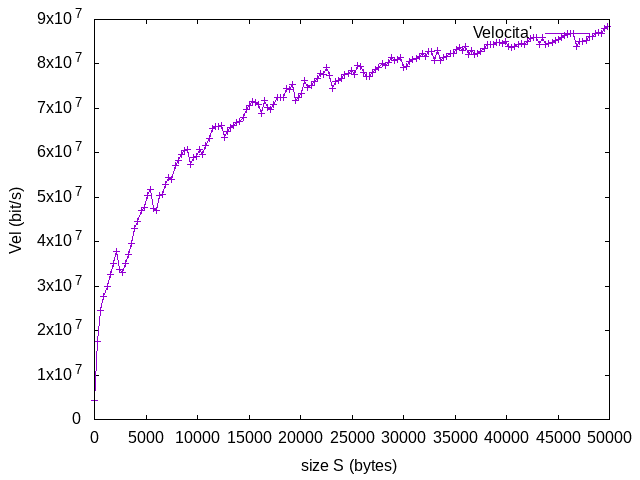 9x10^7
8x10^7
7x10^7
6x10^7
5x10^7
4x10^7
3x10^7
2x10^7
1x10^7
0
Vel (bit/s)
Velocita'
0 5000 10000 15000 20000 25000 30000 35000 40000 45000 50000
size S (bytes)